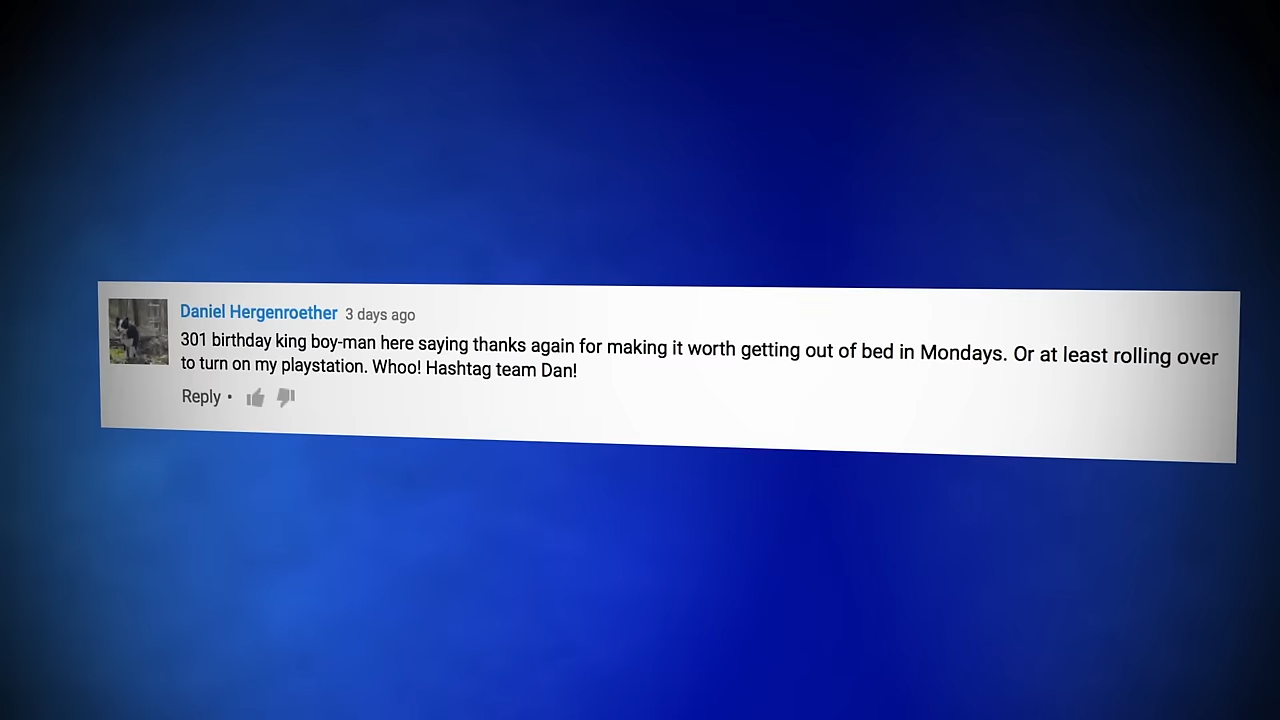 Daniel Hergenroether 3 days ago
301 birthday king boy-man here saying thanks again for making it worth getting out of bed in Mondays. Or at least rolling over
to turn on my playstation. Whoo! Hashtag team Dan!
Reply •